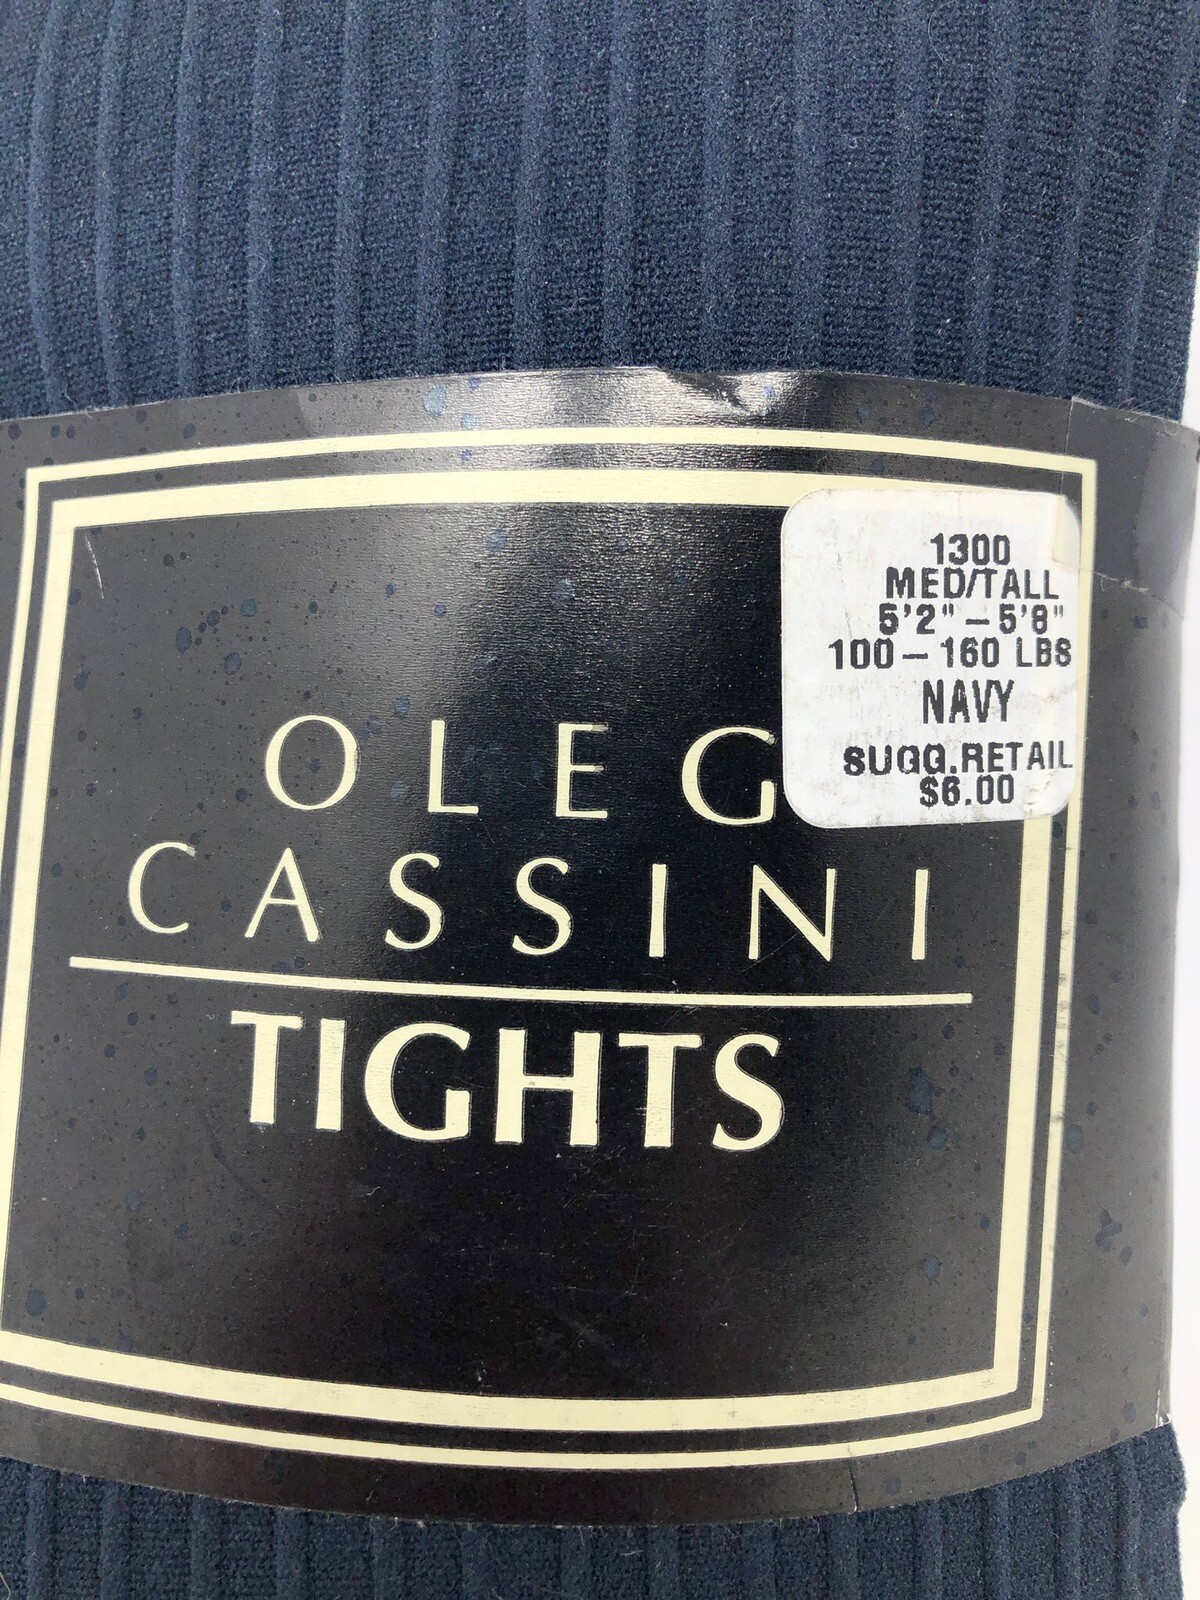 1300
MED/TALL
5'2" – 5'8"
100 – 160 LBS
NAVY
SUGG.RETAIL
$6.00
OLEG
CASSINI
TIGHTS